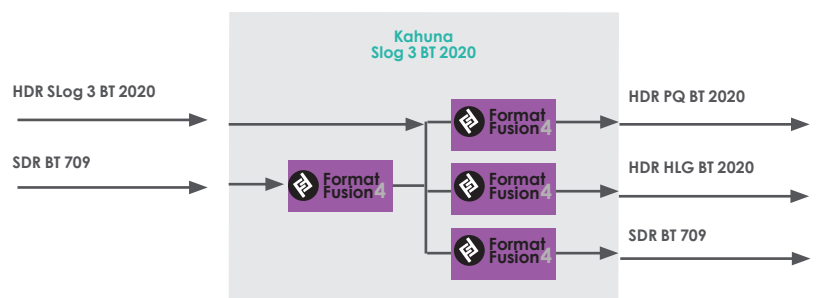 Kahuna
Slog 3 BT 2020
HDR SLog 3 BT 2020
SDR BT 709
Format
Fusion4
Format
Fusion4
HDR PQ BT 2020
Format
Fusion4
HDR HLG BT 2020
Format
Fusion4
SDR BT 709